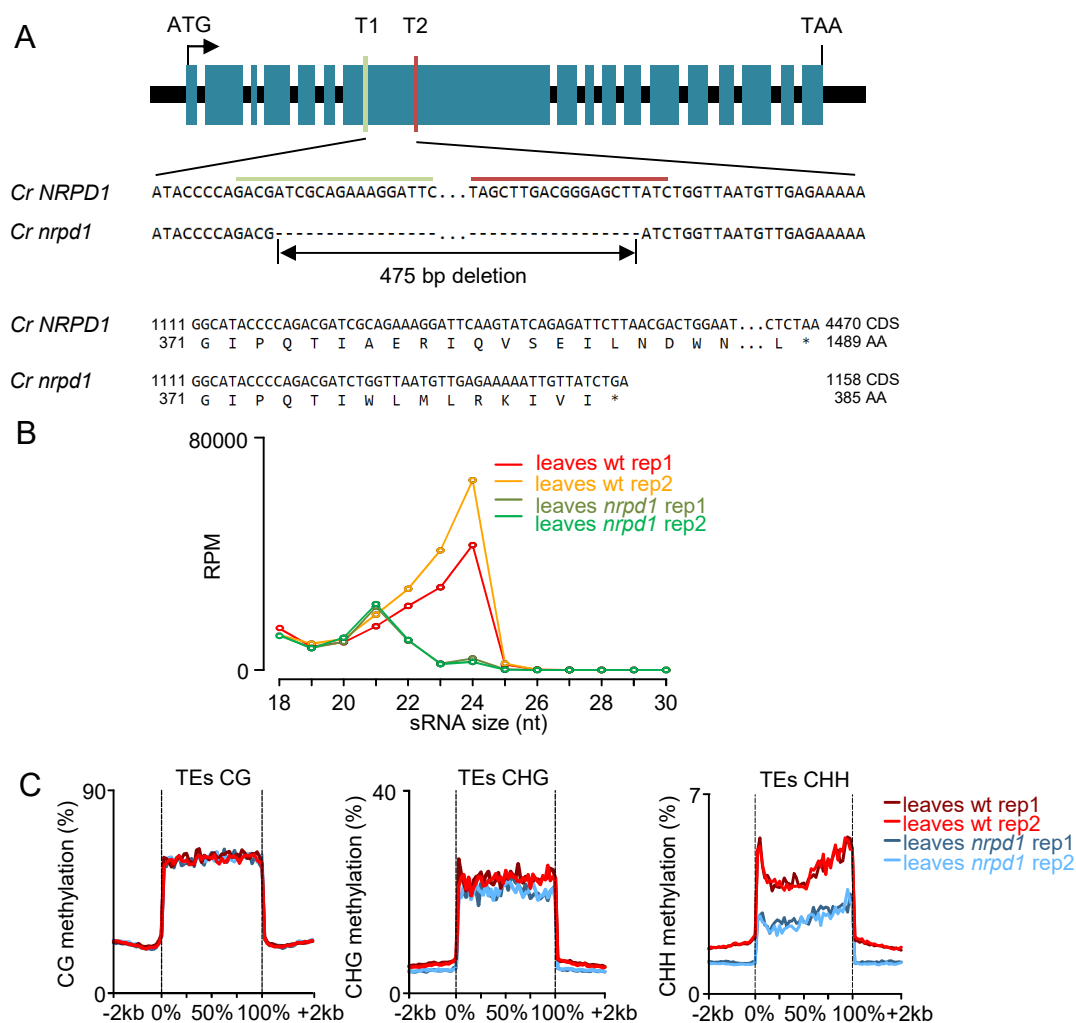 A
ATG T1 T2 TAA
Cr NRPD1 ATACCCCAGACGATCGCAGAAAGGATTC...TAGCTTGACGGGAGCTTATCTGGTTAATGTTGAGAAAAA
Cr nrpd1 ATACCCCAGACG----------------...-----------------ATCTGGTTAATGTTGAGAAAAA
475 bp deletion
Cr NRPD1 1111 GGCATACCCCAGACGATCGCAGAAAGGATTCAAGTATCAGAGATTCTTAACGACTGGAAT...CTCTAA 4470 CDS
371 G I P Q T I A E R I Q V S E I L N D W N ... L * 1489 AA
Cr nrpd1 1111 GGCATACCCCAGACGATCTGGTTAATGTTGAGAAAAATTGTTATCTGA 1158 CDS
371 G I P Q T I W L M L R K I V I * 385 AA
B
80000
0
RPM
leaves wt rep1
leaves wt rep2
leaves nrpd1 rep1
leaves nrpd1 rep2
18 20 22 24 26 28 30
sRNA size (nt)
C
TEs CG
90
0
CG methylation (%)
-2kb 0% 50% 100% +2kb
TEs CHG
40
0
CHG methylation (%)
-2kb 0% 50% 100% +2kb
TEs CHH
7
0
CHH methylation (%)
-2kb 0% 50% 100% +2kb
leaves wt rep1
leaves wt rep2
leaves nrpd1 rep1
leaves nrpd1 rep2